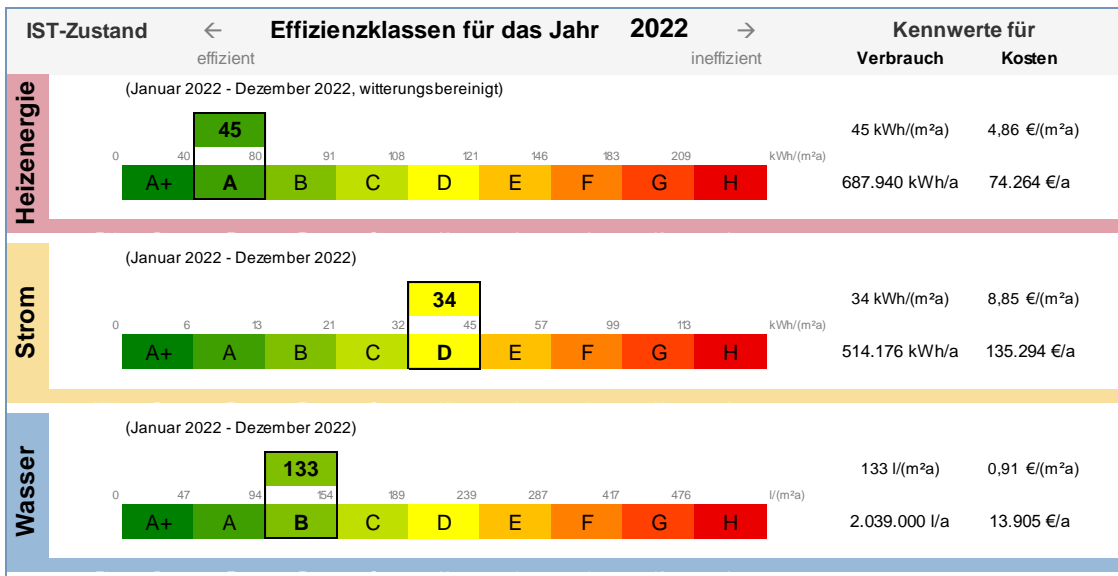 IST-Zustand ← Effizienzklassen für das Jahr 2022 → Kennwerte für
effizient ineffizient Verbrauch Kosten
Heizenergie
(Januar 2022 - Dezember 2022, witterungsbereinigt)
45 45 kWh/(m²a) 4,86 €/(m²a)
0 40 80 91 108 121 146 183 209 kWh/(m²a)
A+ A B C D E F G H 687.940 kWh/a 74.264 €/a
Strom
(Januar 2022 - Dezember 2022)
34 34 kWh/(m²a) 8,85 €/(m²a)
0 6 13 21 32 45 57 99 113 kWh/(m²a)
A+ A B C D E F G H 514.176 kWh/a 135.294 €/a
Wasser
(Januar 2022 - Dezember 2022)
133 133 l/(m²a) 0,91 €/(m²a)
0 47 94 154 189 239 287 417 476 l/(m²a)
A+ A B C D E F G H 2.039.000 l/a 13.905 €/a